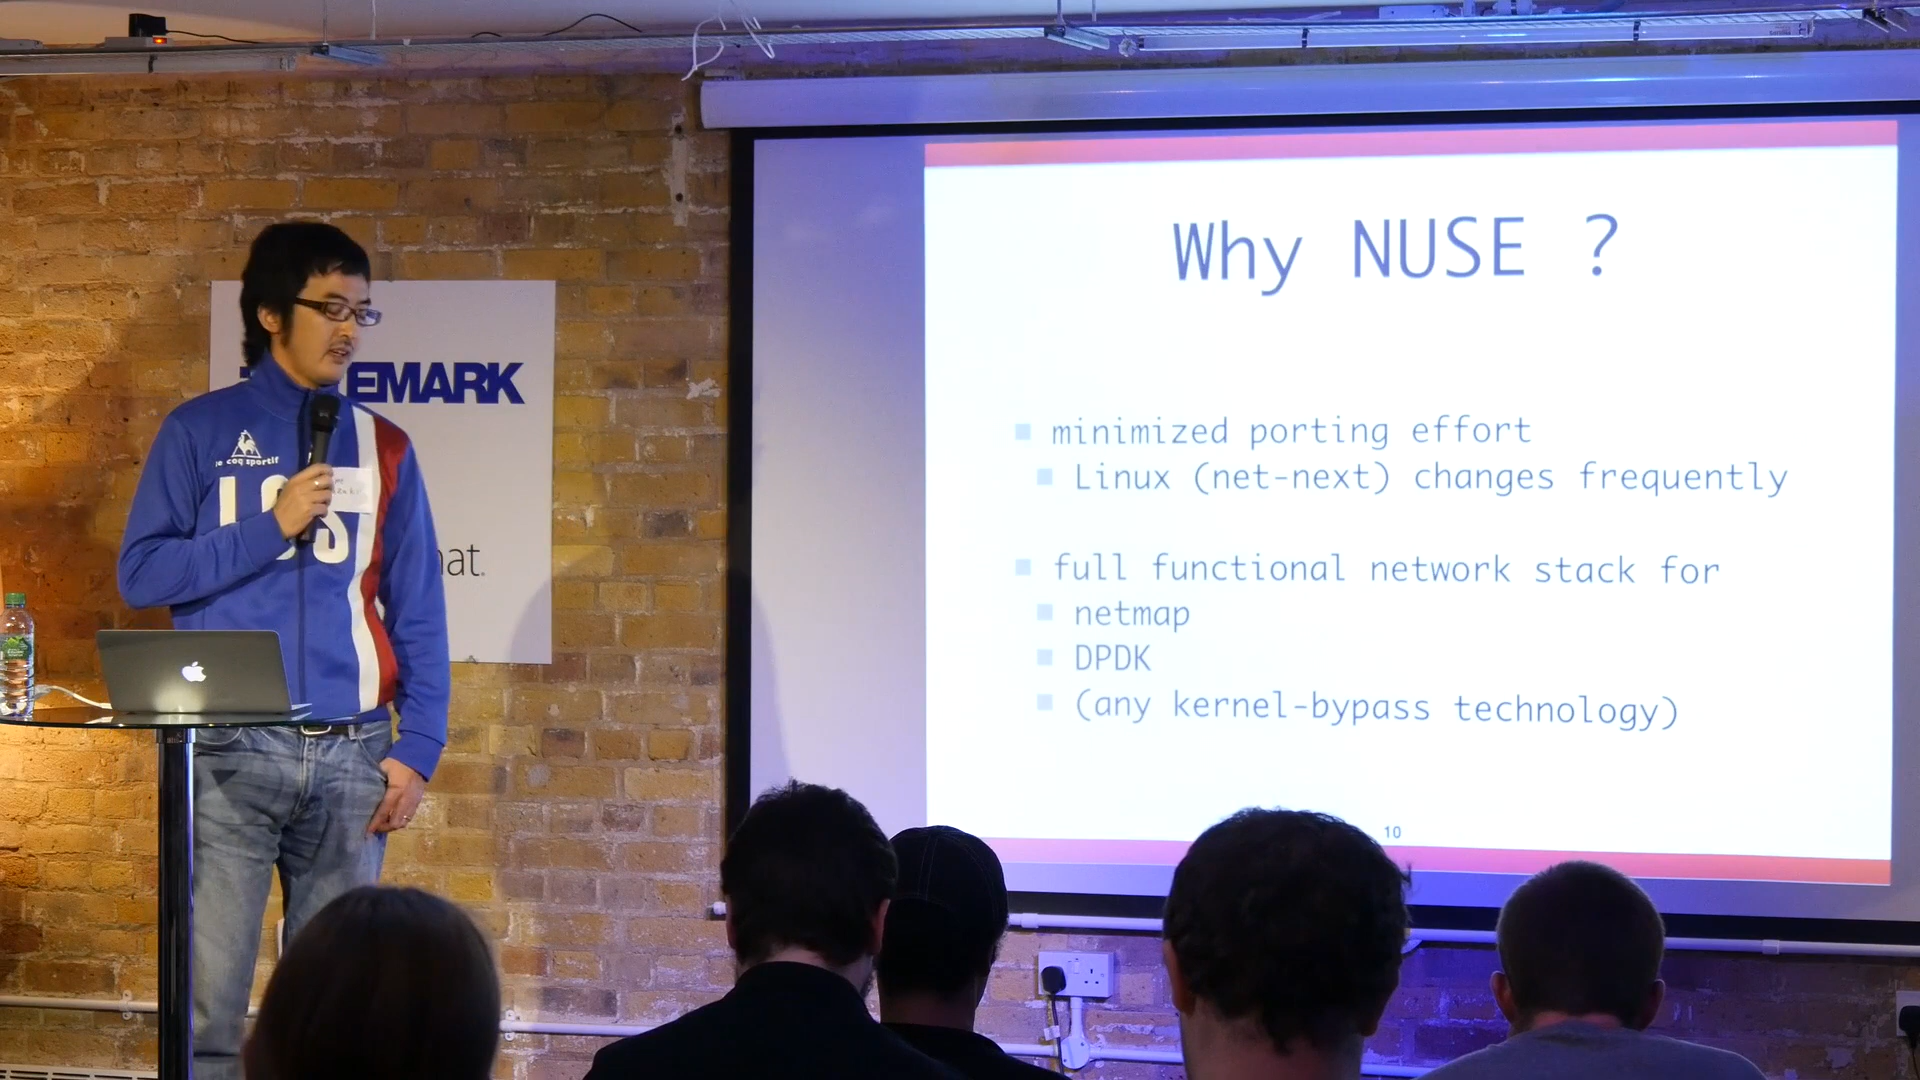 EMARK
le coq sportif
hat.
Why NUSE ?
minimized porting effort
Linux (net-next) changes frequently
full functional network stack for
netmap
DPDK
(any kernel-bypass technology)
10